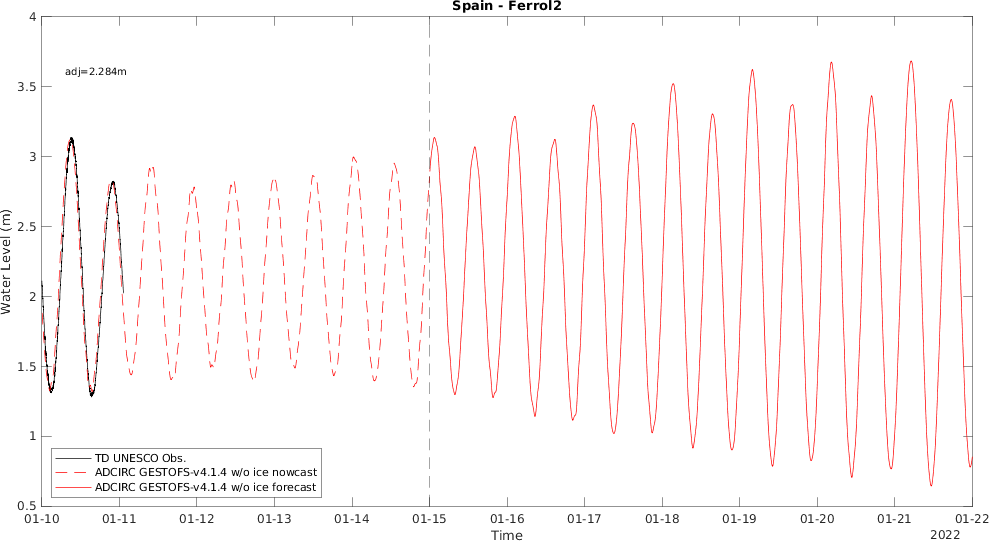 Spain - Ferrol2
4
3.5
3
2.5
2
1.5
1
0.5
Water Level (m)
adj=2.284m
TD UNESCO Obs.
ADCIRC GESTOFS-v4.1.4 w/o ice nowcast
ADCIRC GESTOFS-v4.1.4 w/o ice forecast
01-10 01-11 01-12 01-13 01-14 01-15 01-16 01-17 01-18 01-19 01-20 01-21 01-22
Time
2022